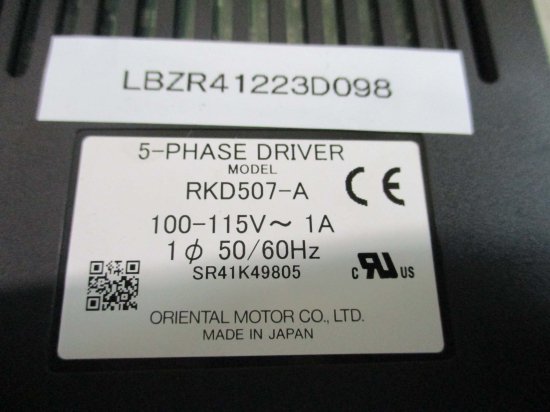 LBZR41223D098
5-PHASE DRIVER
MODEL
RKD507-A
CE
100-115V～ 1A
1φ 50/60Hz
SR41K49805
c RU US
ORIENTAL MOTOR CO., LTD.
MADE IN JAPAN